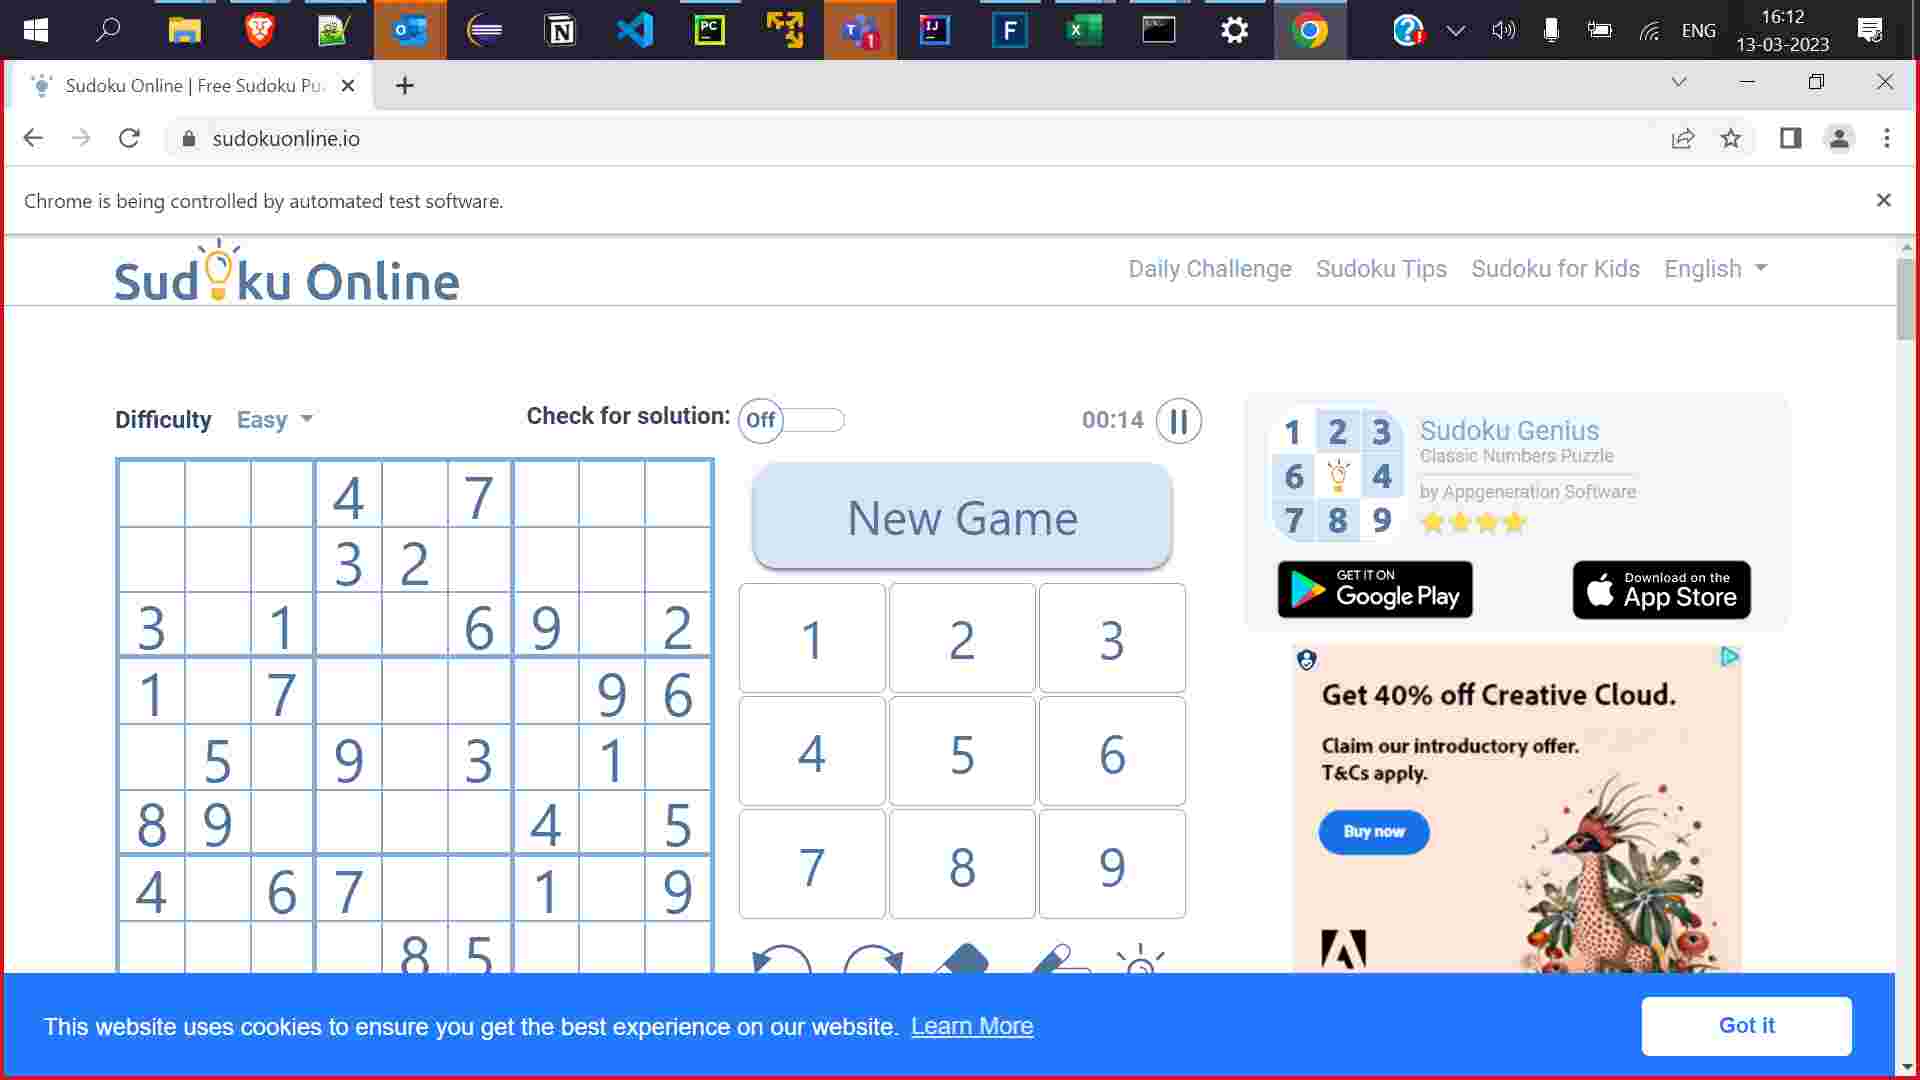 ENG
16:12
13-03-2023
Sudoku Online | Free Sudoku Pu
sudokuonline.io
Chrome is being controlled by automated test software.
Sudoku Online
Daily Challenge Sudoku Tips Sudoku for Kids English
Difficulty Easy Check for solution: Off 00:14
4 7
3 2
3 1 6 9 2
1 7 9 6
5 9 3 1
8 9 4 5
4 6 7 1 9
8 5
New Game
1 2 3
4 5 6
7 8 9
1 2 3
6 4
7 8 9
Sudoku Genius
Classic Numbers Puzzle
by Appgeneration Software
GET IT ON
Google Play
Download on the
App Store
Get 40% off Creative Cloud.
Claim our introductory offer.
T&Cs apply.
Buy now
This website uses cookies to ensure you get the best experience on our website. Learn More
Got it